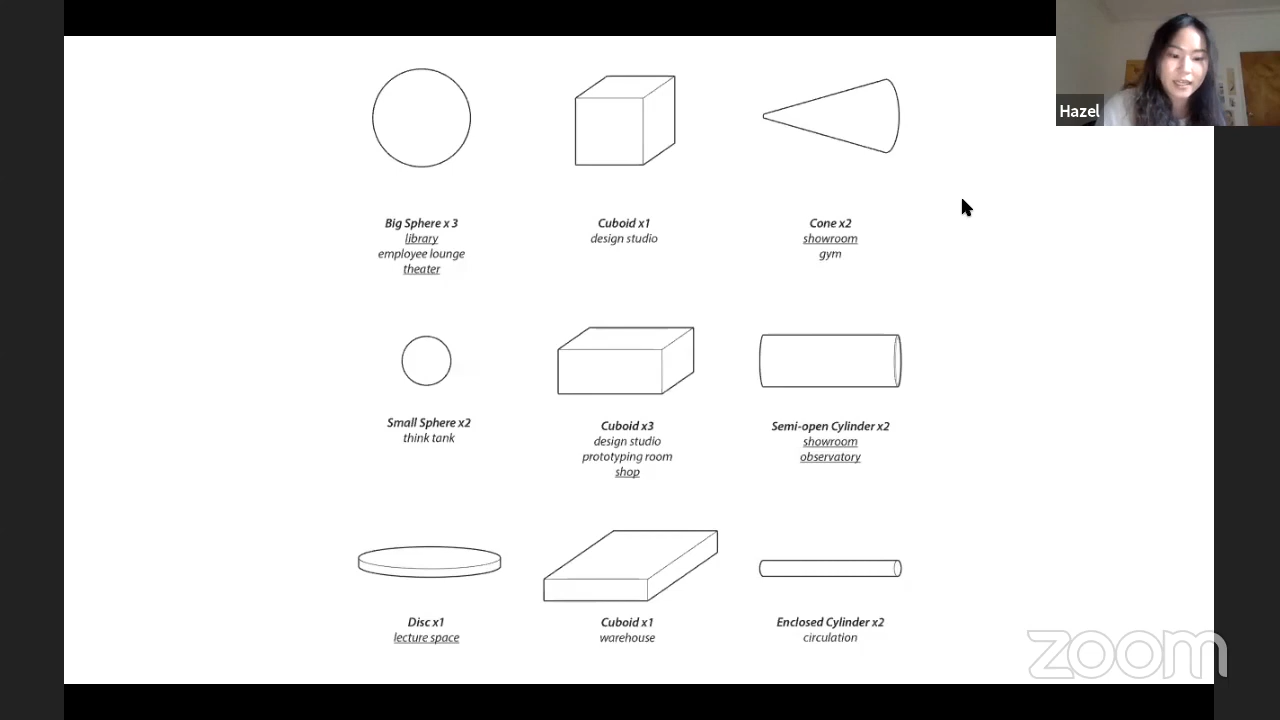 Hazel
Big Sphere x 3
library
employee lounge
theater
Cuboid x1
design studio
Cone x2
showroom
gym
Small Sphere x2
think tank
Cuboid x3
design studio
prototyping room
shop
Semi-open Cylinder x2
showroom
observatory
Disc x1
lecture space
Cuboid x1
warehouse
Enclosed Cylinder x2
circulation
zoom